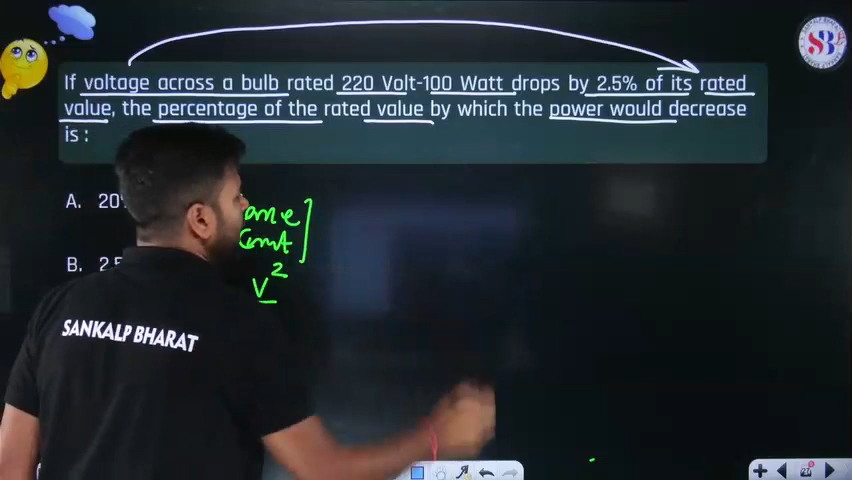 If voltage across a bulb rated 220 Volt-100 Watt drops by 2.5% of its rated
value, the percentage of the rated value by which the power would decrease
is :
A. 20
B. 2.5
V²
SANKALP BHARAT
SB